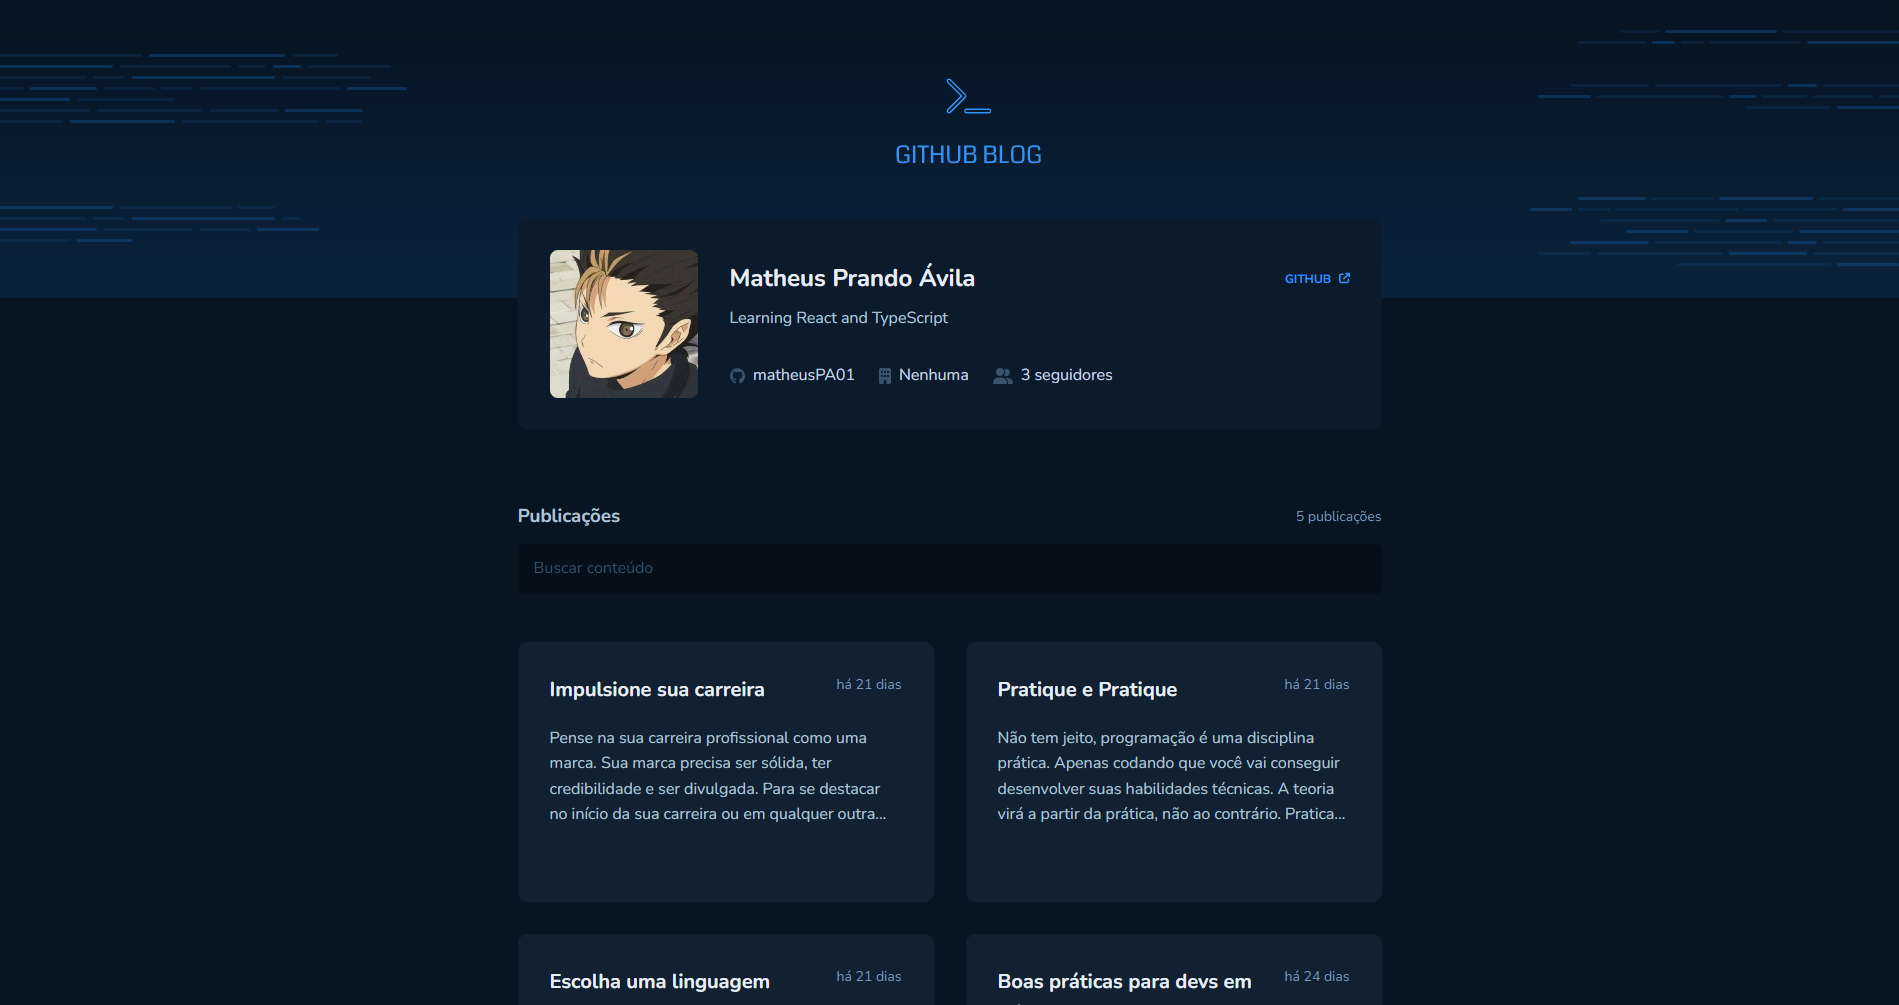 GITHUB BLOG
Matheus Prando Ávila
GITHUB
Learning React and TypeScript
matheusPA01 Nenhuma 3 seguidores
Publicações
5 publicações
Buscar conteúdo
Impulsione sua carreira
há 21 dias
Pense na sua carreira profissional como uma
marca. Sua marca precisa ser sólida, ter
credibilidade e ser divulgada. Para se destacar
no início da sua carreira ou em qualquer outra...
Pratique e Pratique
há 21 dias
Não tem jeito, programação é uma disciplina
prática. Apenas codando que você vai conseguir
desenvolver suas habilidades técnicas. A teoria
virá a partir da prática, não ao contrário. Pratica...
Escolha uma linguagem
há 21 dias
Boas práticas para devs em
há 24 dias